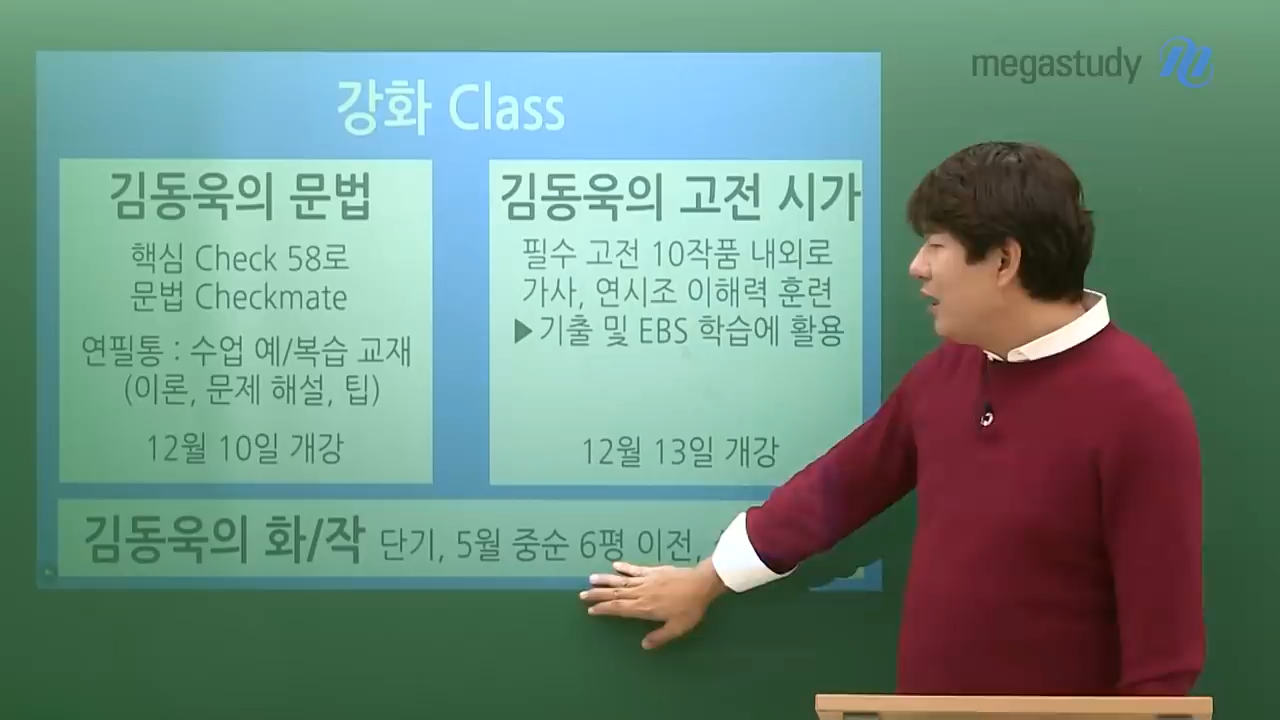 megastudy
강화 Class
김동욱의 문법
핵심 Check 58로
문법 Checkmate
연필통 : 수업 예/복습 교재
(이론, 문제 해설, 팁)
12월 10일 개강
김동욱의 고전 시가
필수 고전 10작품 내외로
가사, 연시조 이해력 훈련
▶기출 및 EBS 학습에 활용
12월 13일 개강
김동욱의 화/작 단기, 5월 중순 6평 이전,